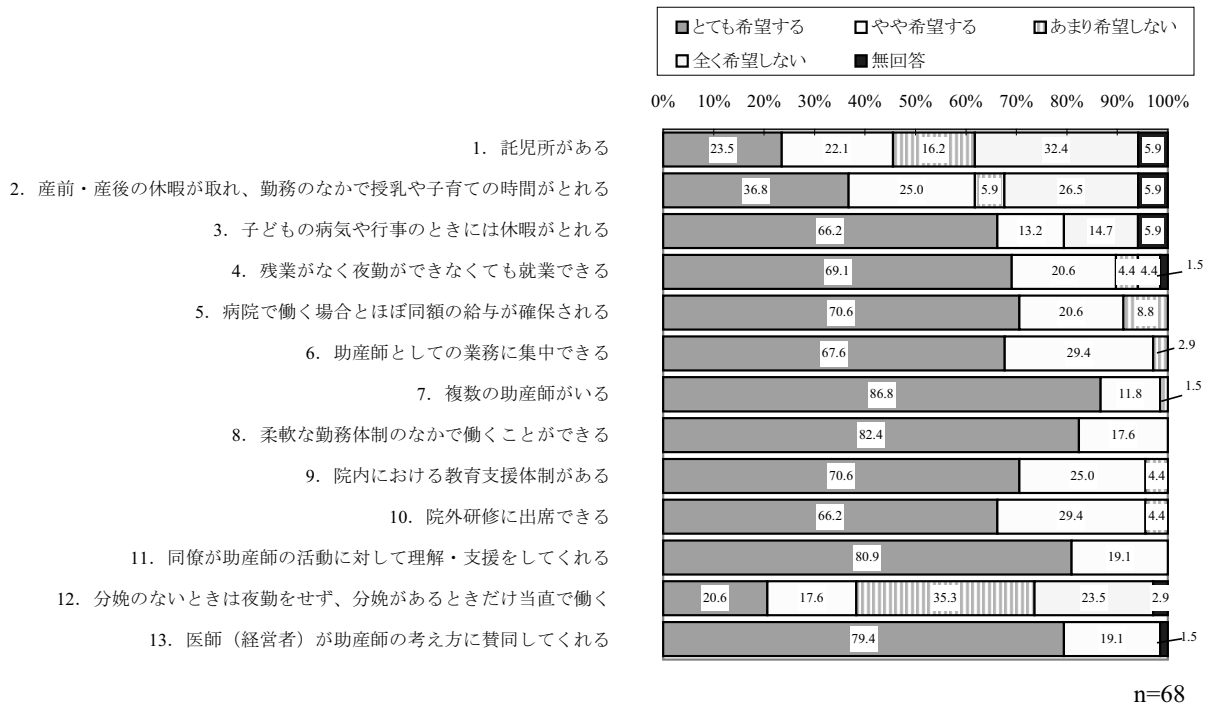 とても希望する やや希望する あまり希望しない
全く希望しない 無回答
0% 10% 20% 30% 40% 50% 60% 70% 80% 90% 100%
1. 託児所がある 23.5 22.1 16.2 32.4 5.9
2. 産前・産後の休暇が取れ、勤務のなかで授乳や子育ての時間がとれる 36.8 25.0 5.9 26.5 5.9
3. 子どもの病気や行事のときには休暇がとれる 66.2 13.2 14.7 5.9
4. 残業がなく夜勤ができなくても就業できる 69.1 20.6 4.4 4.4 1.5
5. 病院で働く場合とほぼ同額の給与が確保される 70.6 20.6 8.8
6. 助産師としての業務に集中できる 67.6 29.4 2.9
7. 複数の助産師がいる 86.8 11.8 1.5
8. 柔軟な勤務体制のなかで働くことができる 82.4 17.6
9. 院内における教育支援体制がある 70.6 25.0 4.4
10. 院外研修に出席できる 66.2 29.4 4.4
11. 同僚が助産師の活動に対して理解・支援をしてくれる 80.9 19.1
12. 分娩のないときは夜勤をせず、分娩があるときだけ当直で働く 20.6 17.6 35.3 23.5 2.9
13. 医師（経営者）が助産師の考え方に賛同してくれる 79.4 19.1 1.5
n=68